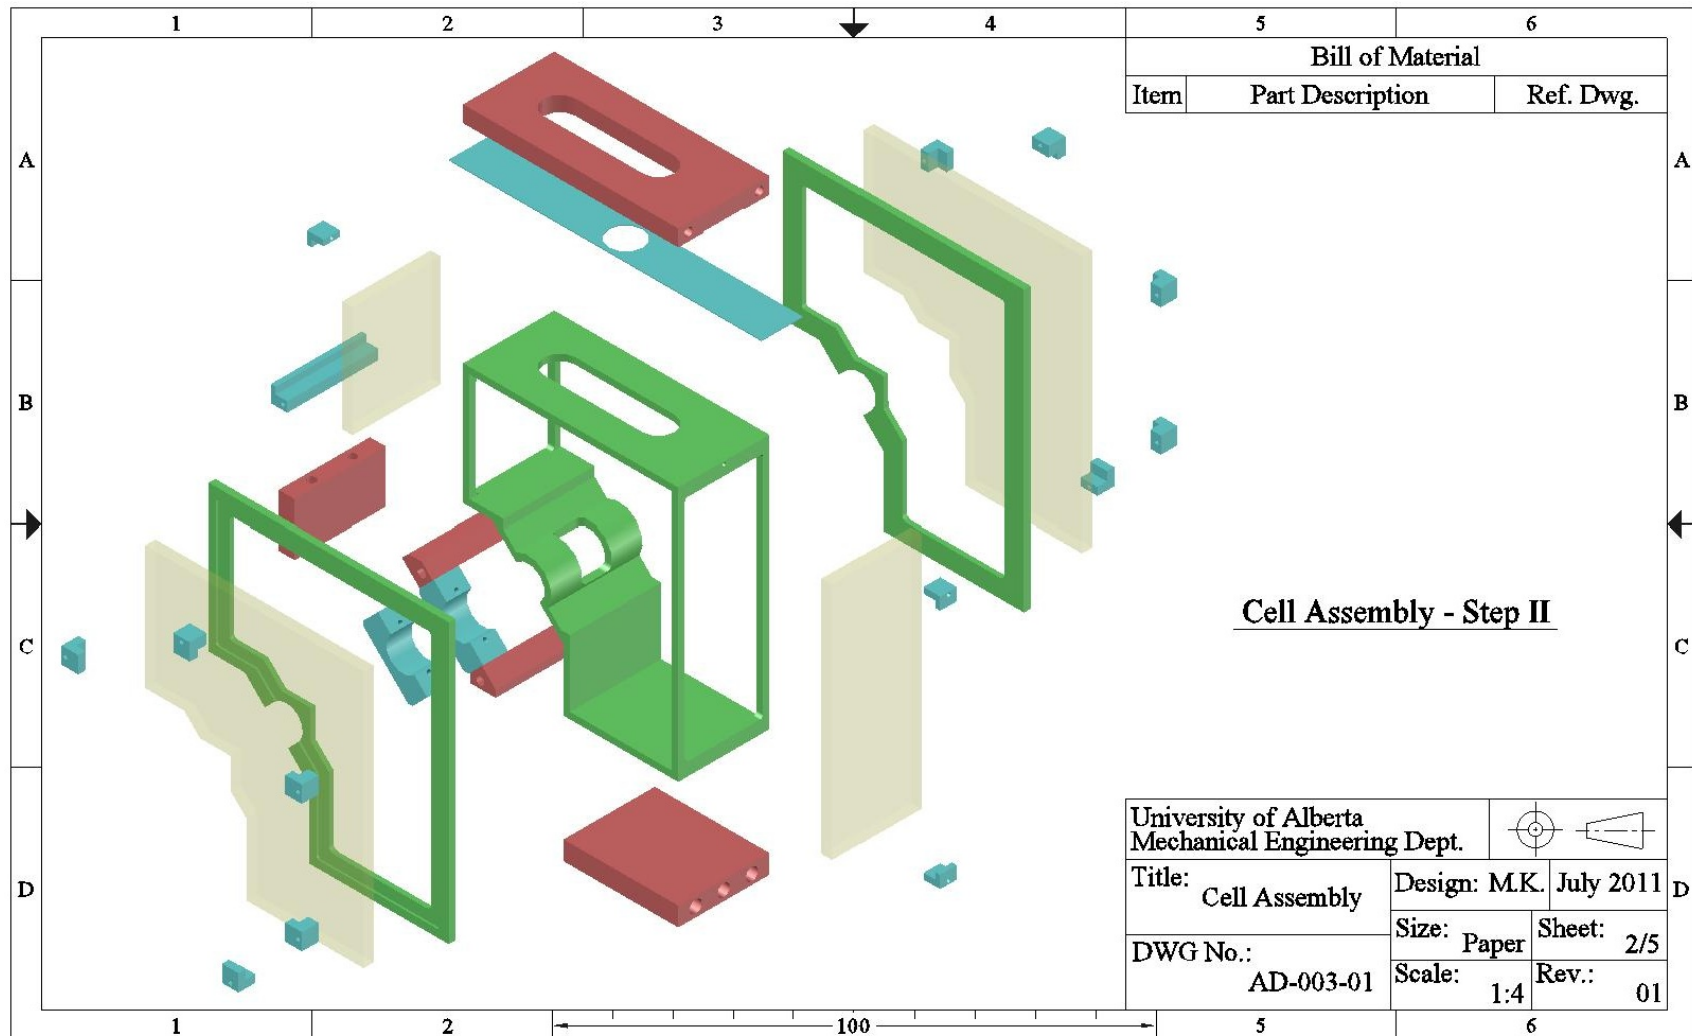 1 2 3 4 5 6
Bill of Material
Item Part Description Ref. Dwg.
A A
B B
Cell Assembly - Step II
C C
University of Alberta
Mechanical Engineering Dept.
Title: Cell Assembly
Design: M.K. July 2011
D D
Size: Paper Sheet: 2/5
DWG No.: AD-003-01
Scale: 1:4 Rev.: 01
1 2 100 5 6